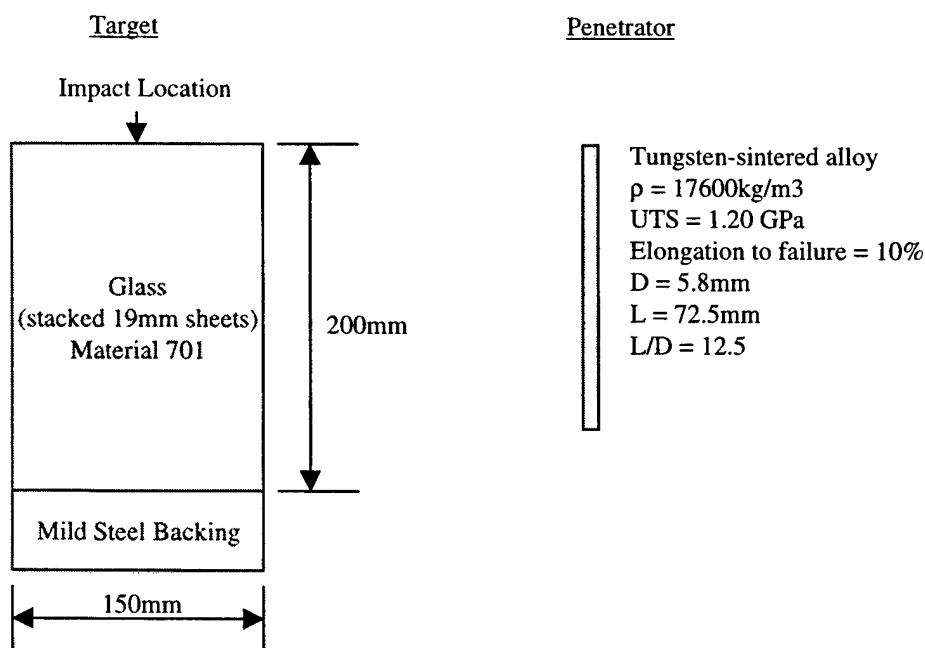 Target
Penetrator
Impact Location
Tungsten-sintered alloy
ρ = 17600kg/m3
UTS = 1.20 GPa
Elongation to failure = 10%
D = 5.8mm
L = 72.5mm
L/D = 12.5
Glass
(stacked 19mm sheets)
Material 701
200mm
Mild Steel Backing
150mm